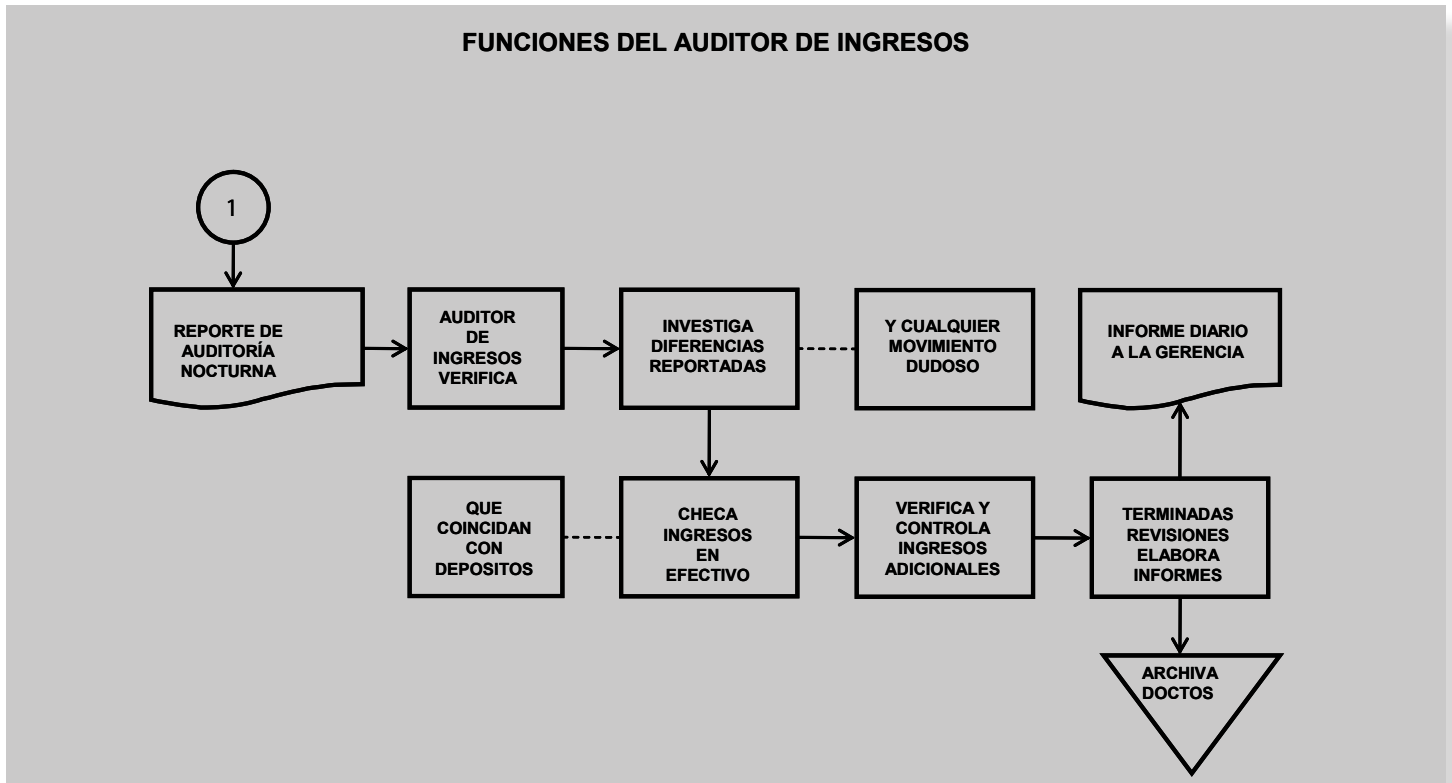 FUNCIONES DEL AUDITOR DE INGRESOS
1
REPORTE DE
AUDITORÍA
NOCTURNA
AUDITOR
DE
INGRESOS
VERIFICA
INVESTIGA
DIFERENCIAS
REPORTADAS
Y CUALQUIER
MOVIMIENTO
DUDOSO
INFORME DIARIO
A LA GERENCIA
QUE
COINCIDAN
CON
DEPOSITOS
CHECA
INGRESOS
EN
EFECTIVO
VERIFICA Y
CONTROLA
INGRESOS
ADICIONALES
TERMINADAS
REVISIONES
ELABORA
INFORMES
ARCHIVA
DOCTOS